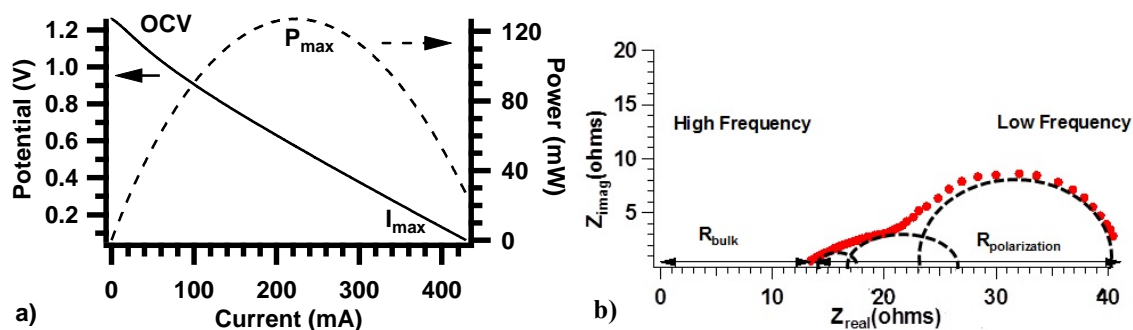 OCV
P max
I max
1.2
1.0
0.8
0.6
0.4
0.2
Potential (V)
120
80
40
0
Power (mW)
0 100 200 300 400
Current (mA)
a)
20
15
10
5
Z imag (ohms)
High Frequency
Low Frequency
R bulk
R polarization
0 10 20 30 40
Z real (ohms)
b)